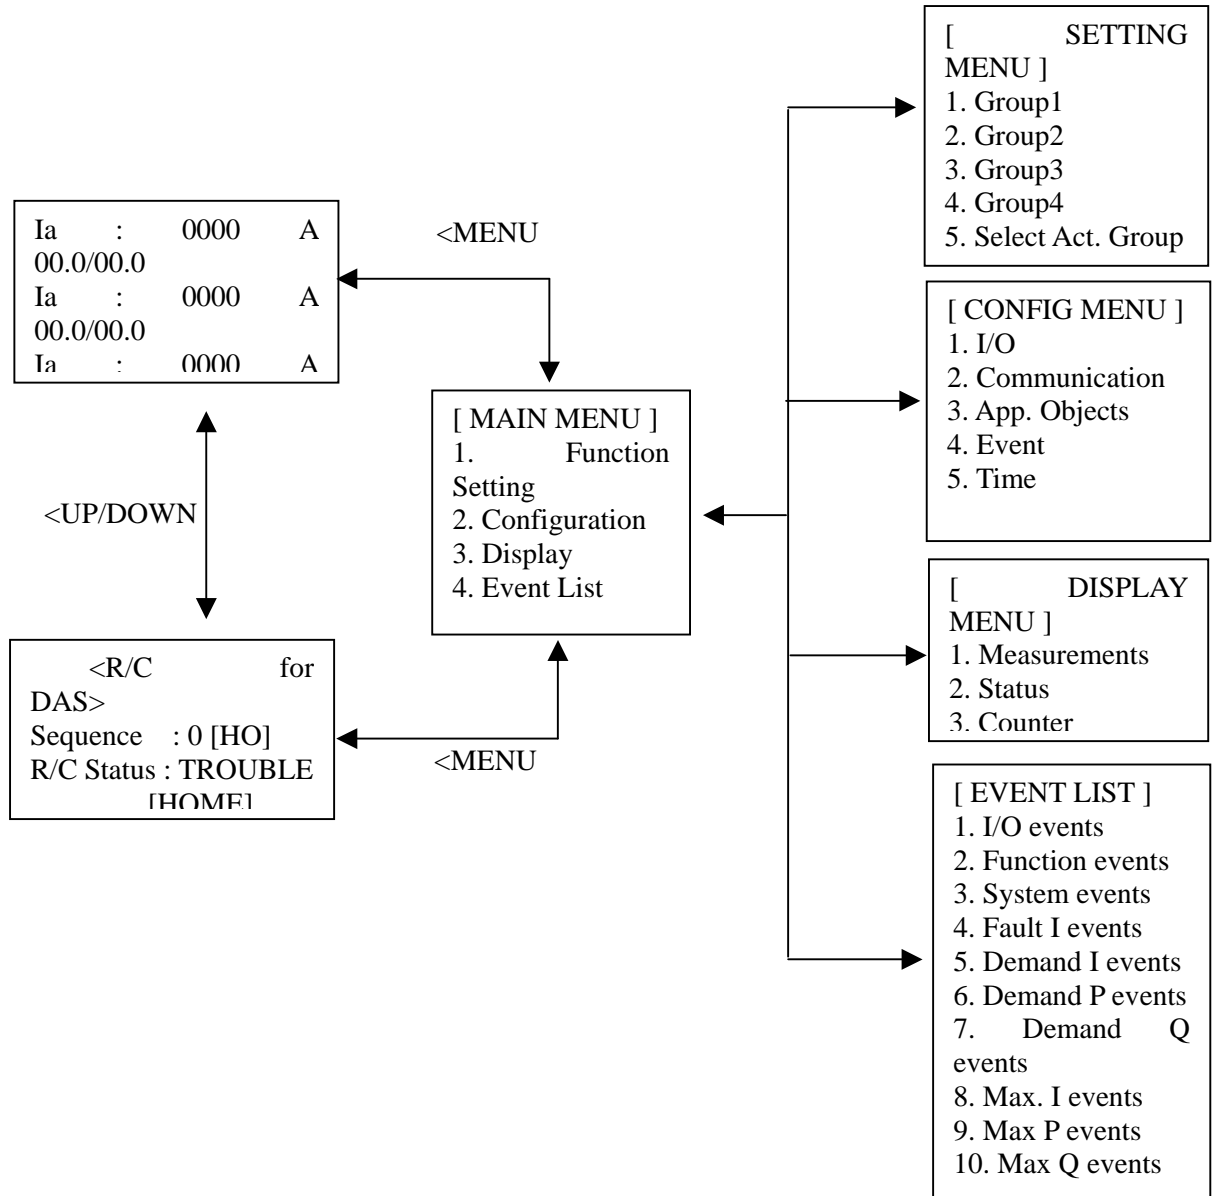 Ia : 0000 A
00.0/00.0
Ia : 0000 A
00.0/00.0
Ia : 0000 A
<UP/DOWN
<R/C for
DAS>
Sequence : 0 [HO]
R/C Status : TROUBLE
[HOME]
<MENU
[ MAIN MENU ]
1. Function
Setting
2. Configuration
3. Display
4. Event List
<MENU
[ SETTING
MENU ]
1. Group1
2. Group2
3. Group3
4. Group4
5. Select Act. Group
[ CONFIG MENU ]
1. I/O
2. Communication
3. App. Objects
4. Event
5. Time
[ DISPLAY
MENU ]
1. Measurements
2. Status
3. Counter
[ EVENT LIST ]
1. I/O events
2. Function events
3. System events
4. Fault I events
5. Demand I events
6. Demand P events
7. Demand Q
events
8. Max. I events
9. Max P events
10. Max Q events